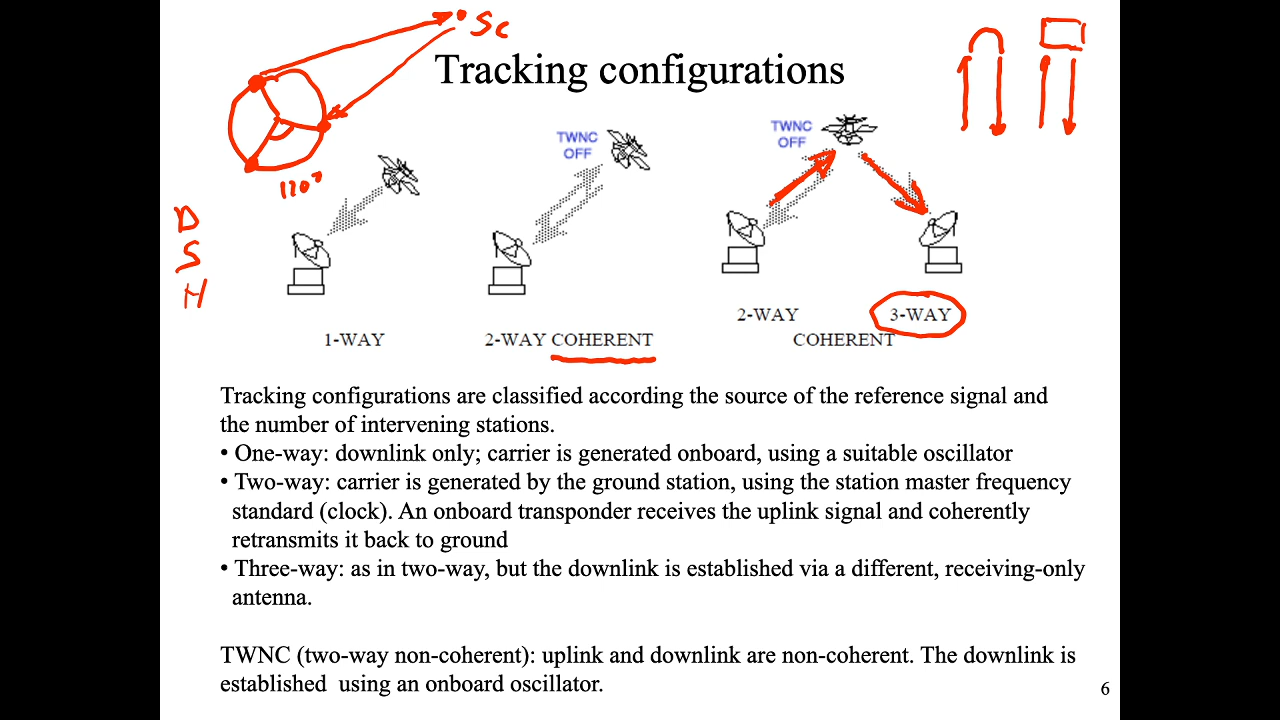 Sc
Tracking configurations
TWNC
OFF
TWNC
OFF
120°
D
S
N
1-WAY
2-WAY COHERENT
2-WAY
3-WAY
COHERENT
Tracking configurations are classified according the source of the reference signal and
the number of intervening stations.
• One-way: downlink only; carrier is generated onboard, using a suitable oscillator
• Two-way: carrier is generated by the ground station, using the station master frequency
standard (clock). An onboard transponder receives the uplink signal and coherently
retransmits it back to ground
• Three-way: as in two-way, but the downlink is established via a different, receiving-only
antenna.
TWNC (two-way non-coherent): uplink and downlink are non-coherent. The downlink is
established using an onboard oscillator.
6